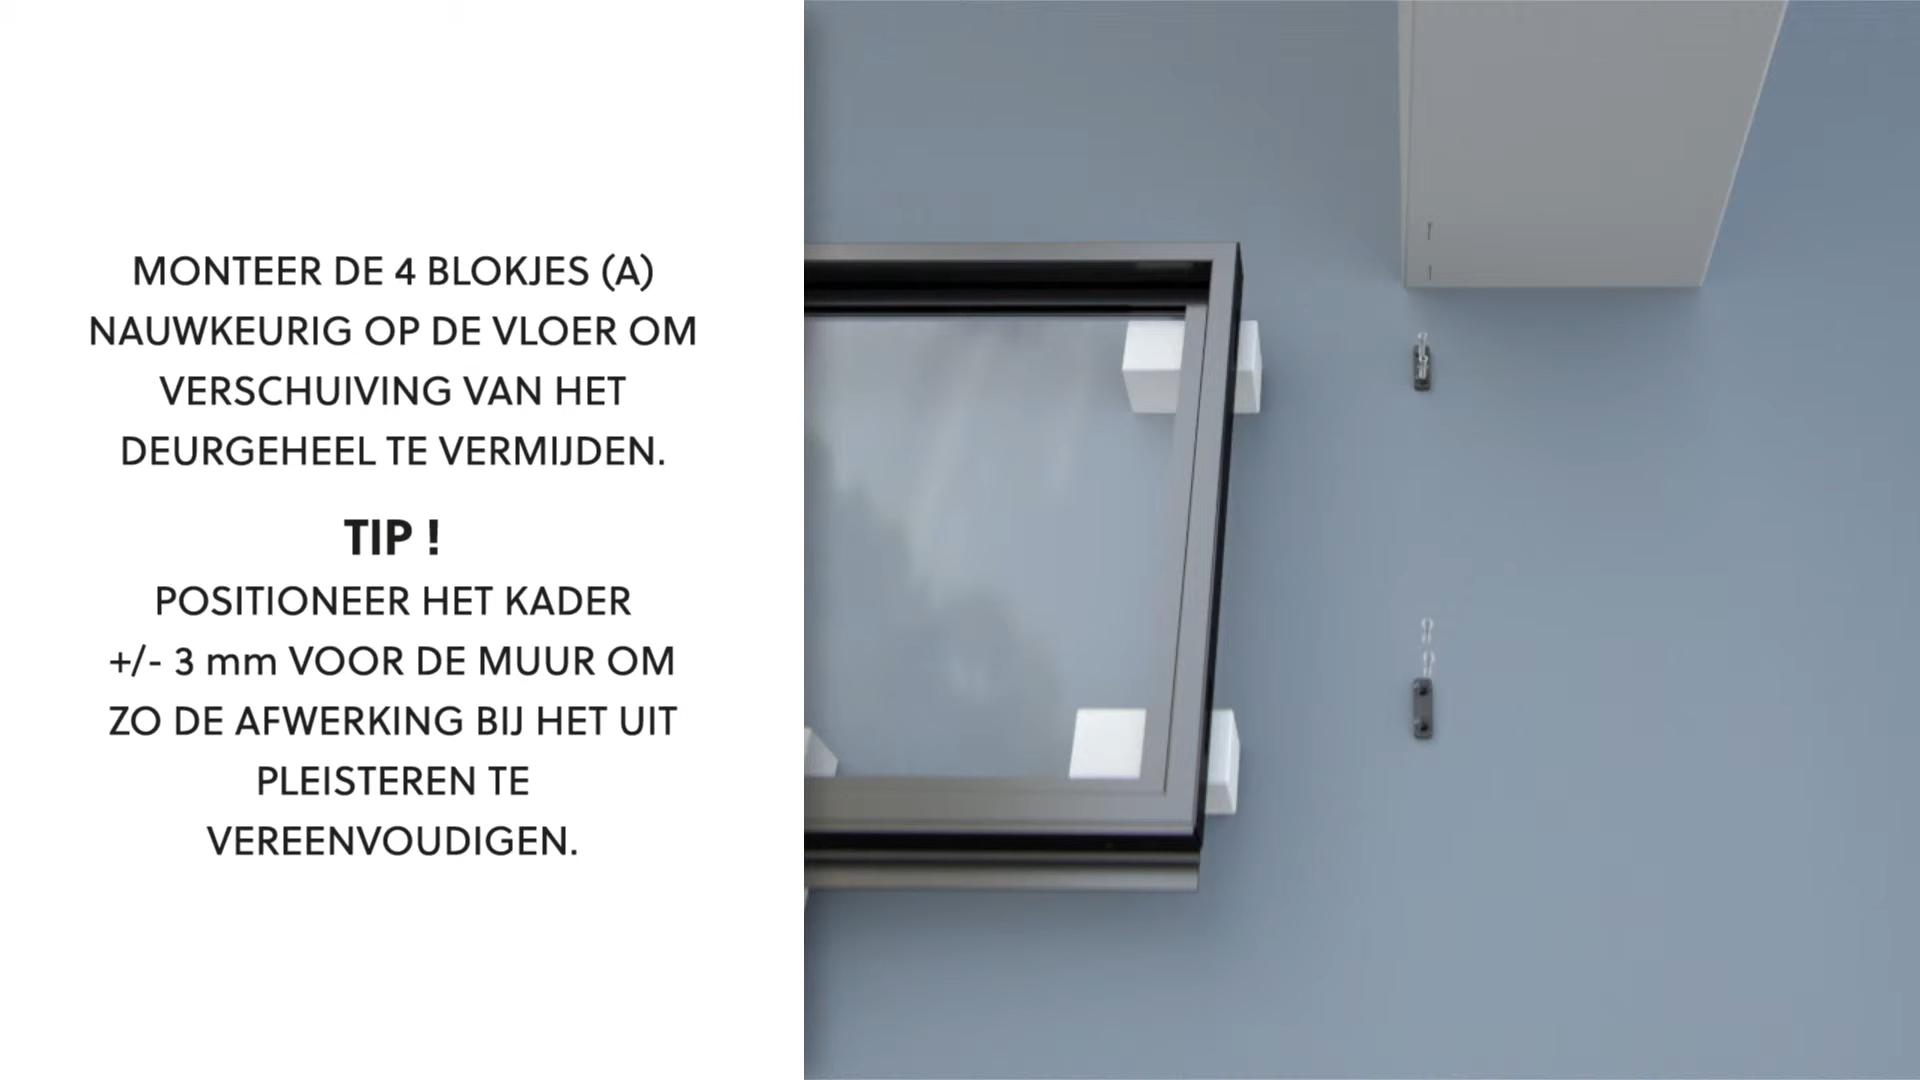 MONTEER DE 4 BLOKJES (A)
NAUWKEURIG OP DE VLOER OM
VERSCHUIVING VAN HET
DEURGEHEEL TE VERMIJDEN.
TIP !
POSITIONEER HET KADER
+/- 3 mm VOOR DE MUUR OM
ZO DE AFWERKING BIJ HET UIT
PLEISTEREN TE
VEREENVOUDIGEN.